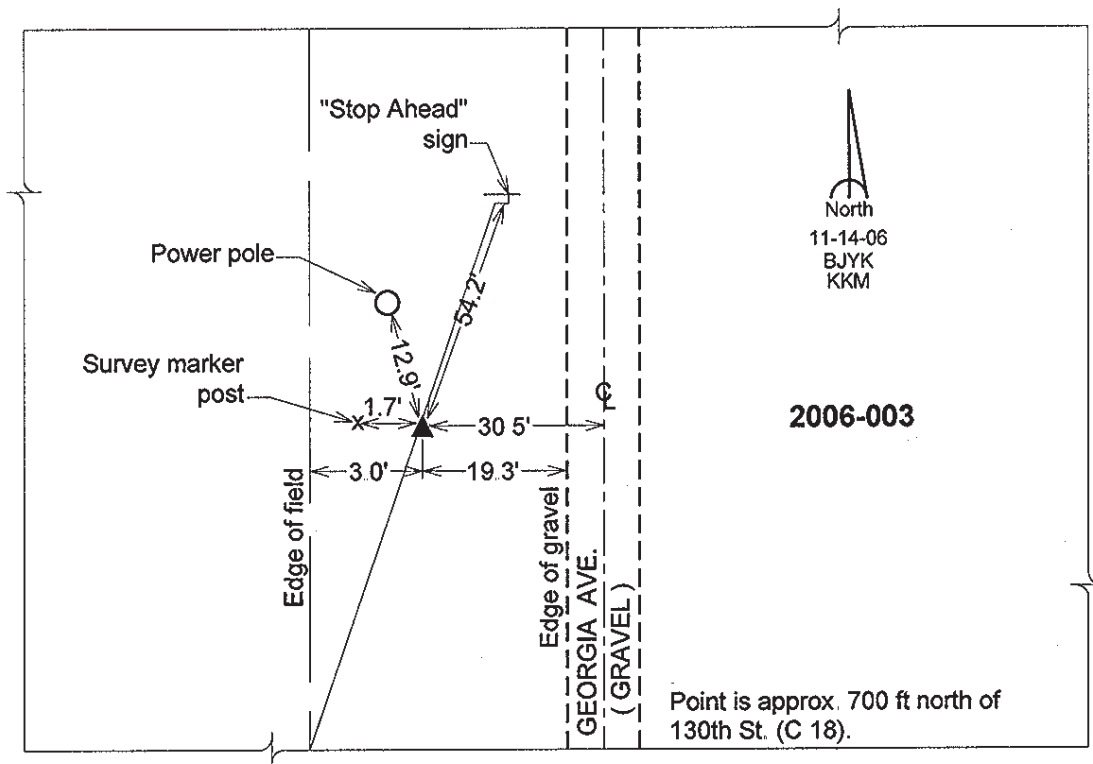 "Stop Ahead"
sign
North
11-14-06
BJYK
KKM
Power pole
54.2'
12.9'
Survey marker
post
1.7'
30 5'
℄
2006-003
3.0'
19.3'
Edge of field
Edge of gravel
GEORGIA AVE.
( GRAVEL )
Point is approx. 700 ft north of
130th St. (C 18).